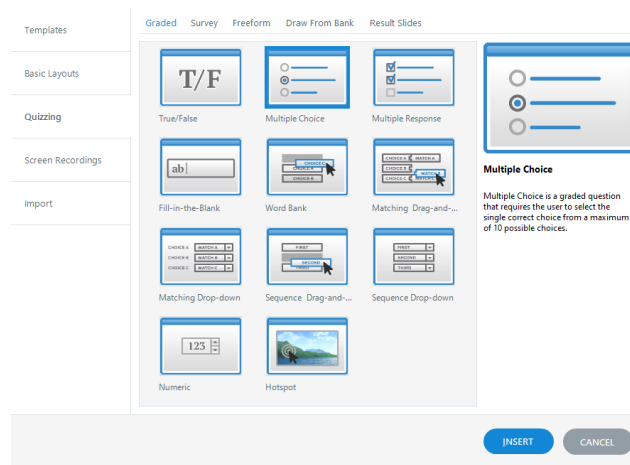 Templates
Basic Layouts
Quizzing
Screen Recordings
Import
Graded Survey Freeform Draw From Bank Result Slides
T/F
True/False
Multiple Choice
Multiple Response
ab
Fill-in-the-Blank
CHOICE C
CHOICE A
CHOICE B
Word Bank
CHOICE A MATCH A
CHOICE B
MATCH B
CHOICE C
Matching Drag-and-...
CHOICE A MATCH A
CHOICE B MATCH B
CHOICE C MATCH C
Matching Drop-down
FIRST
SECOND
THIRD
Sequence Drag-and-...
FIRST
SECOND
THIRD
Sequence Drop-down
123
Numeric
Hotspot
Multiple Choice
Multiple Choice is a graded question
that requires the user to select the
single correct choice from a maximum
of 10 possible choices.
INSERT CANCEL